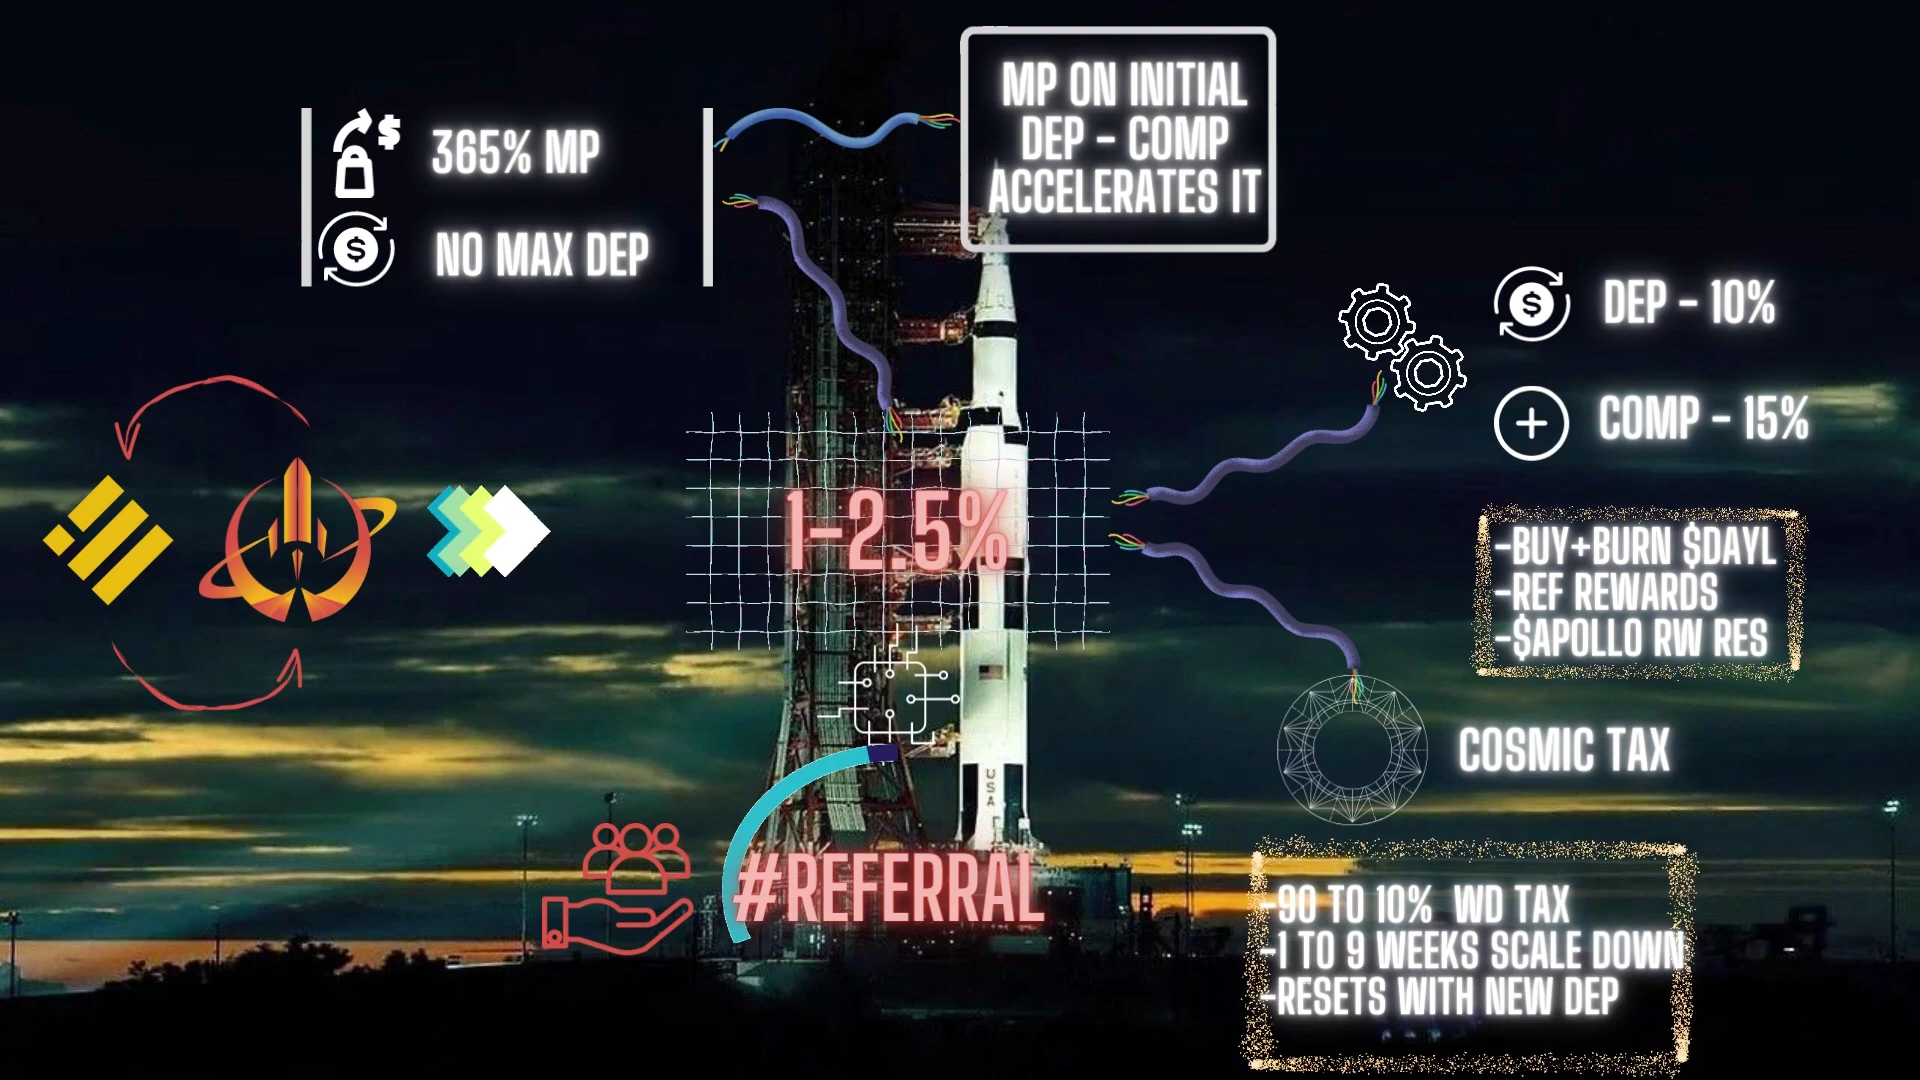 MP ON INITIAL
DEP - COMP
ACCELERATES IT
365% MP
NO MAX DEP
DEP - 10%
COMP - 15%
1-2.5%
-BUY+BURN $DAYL
-REF REWARDS
-$APOLLO RW RES
COSMIC TAX
USA
#REFERRAL
-90 TO 10% WD TAX
-1 TO 9 WEEKS SCALE DOWN
-RESETS WITH NEW DEP